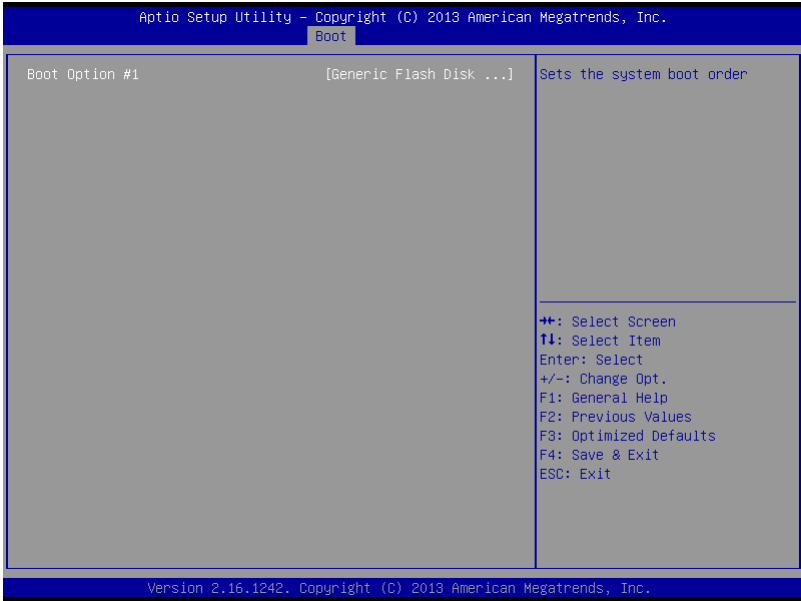 Aptio Setup Utility – Copyright (C) 2013 American Megatrends, Inc.
Boot
Boot Option #1 [Generic Flash Disk ...]
Sets the system boot order
→←: Select Screen
↑↓: Select Item
Enter: Select
+/-: Change Opt.
F1: General Help
F2: Previous Values
F3: Optimized Defaults
F4: Save & Exit
ESC: Exit
Version 2.16.1242. Copyright (C) 2013 American Megatrends, Inc.